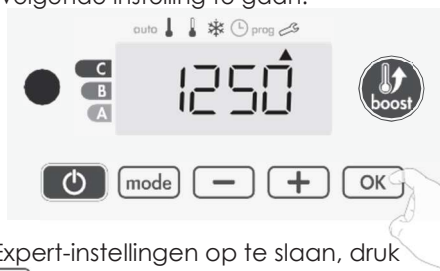 volgende instelling te gaan.
auto prog
C
B
A
1250
boost
mode − + OK
Expert-instellingen op te slaan, druk